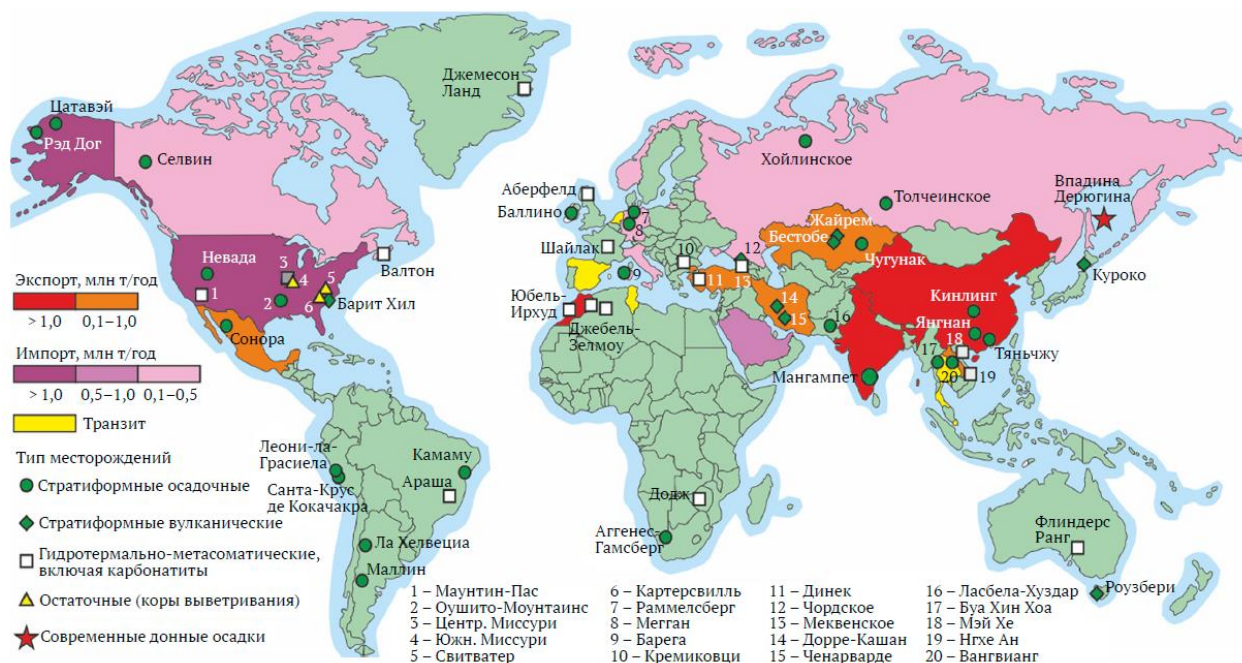 Джемесон
Ланд
Цатавэй
Рэд Дог
Селвин
Хойлинское
Аберфелд
Баллино
7
8
Толчеинское
Впадина
Дерюгина
Шайлак
10
12
Жайрем
Бестобе
Чугунак
Невада
3
4
5
Валтон
1
2
6
Барит Хил
9
11
13
Куроко
Экспорт, млн т/год
> 1,0
0,1–1,0
Сонора
Юбель-
Ирхуд
Джебель-
Зелмоу
14
15
16
Кинлинг
Янгнан
18
Тяньчжу
17
20
19
Мангампет
Импорт, млн т/год
> 1,0
0,5–1,0
0,1–0,5
Транзит
Тип месторождений
Стратиформные осадочные
Стратиформные вулканические
Гидротермально-метасоматические,
включая карбонатиты
Остаточные (коры выветривания)
Современные донные осадки
Леони-ла-
Грасиела
Санта-Крус
де Кокачакра
Камаму
Араша
Ла Хелвециа
Маллин
Додж
Аггенес-
Гамсберг
Флиндерс
Ранг
Роузбери
1 – Маунтин-Пас
2 – Оушито-Моунтаинс
3 – Центр. Миссури
4 – Южн. Миссури
5 – Свитватер
6 – Картерсвилль
7 – Раммелсберг
8 – Мегган
9 – Барега
10 – Кремиковци
11 – Динек
12 – Чордское
13 – Меквенское
14 – Дорре-Кашан
15 – Ченарварде
16 – Ласбела-Хуздар
17 – Буа Хин Хоа
18 – Мэй Хе
19 – Нгхе Ан
20 – Вангвианг